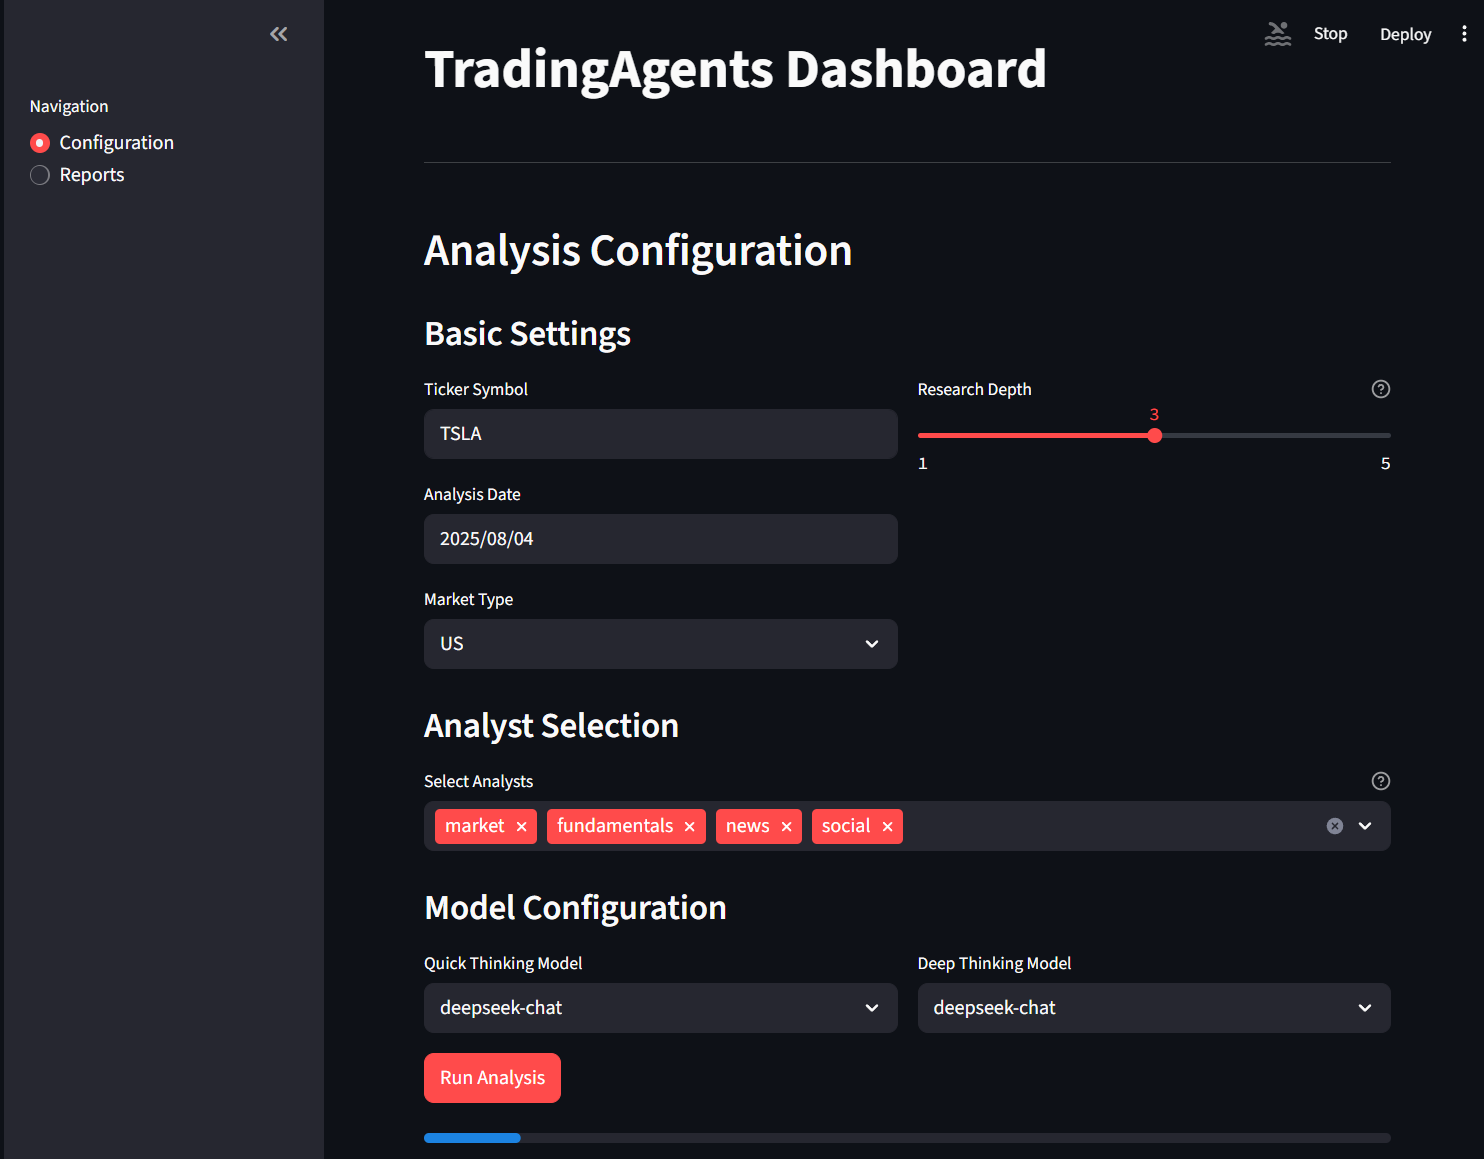 Stop
Deploy
TradingAgents Dashboard
Navigation
Configuration
Reports
Analysis Configuration
Basic Settings
Ticker Symbol
TSLA
Research Depth
3
1
5
Analysis Date
2025/08/04
Market Type
US
Analyst Selection
Select Analysts
market
fundamentals
news
social
Model Configuration
Quick Thinking Model
deepseek-chat
Deep Thinking Model
deepseek-chat
Run Analysis